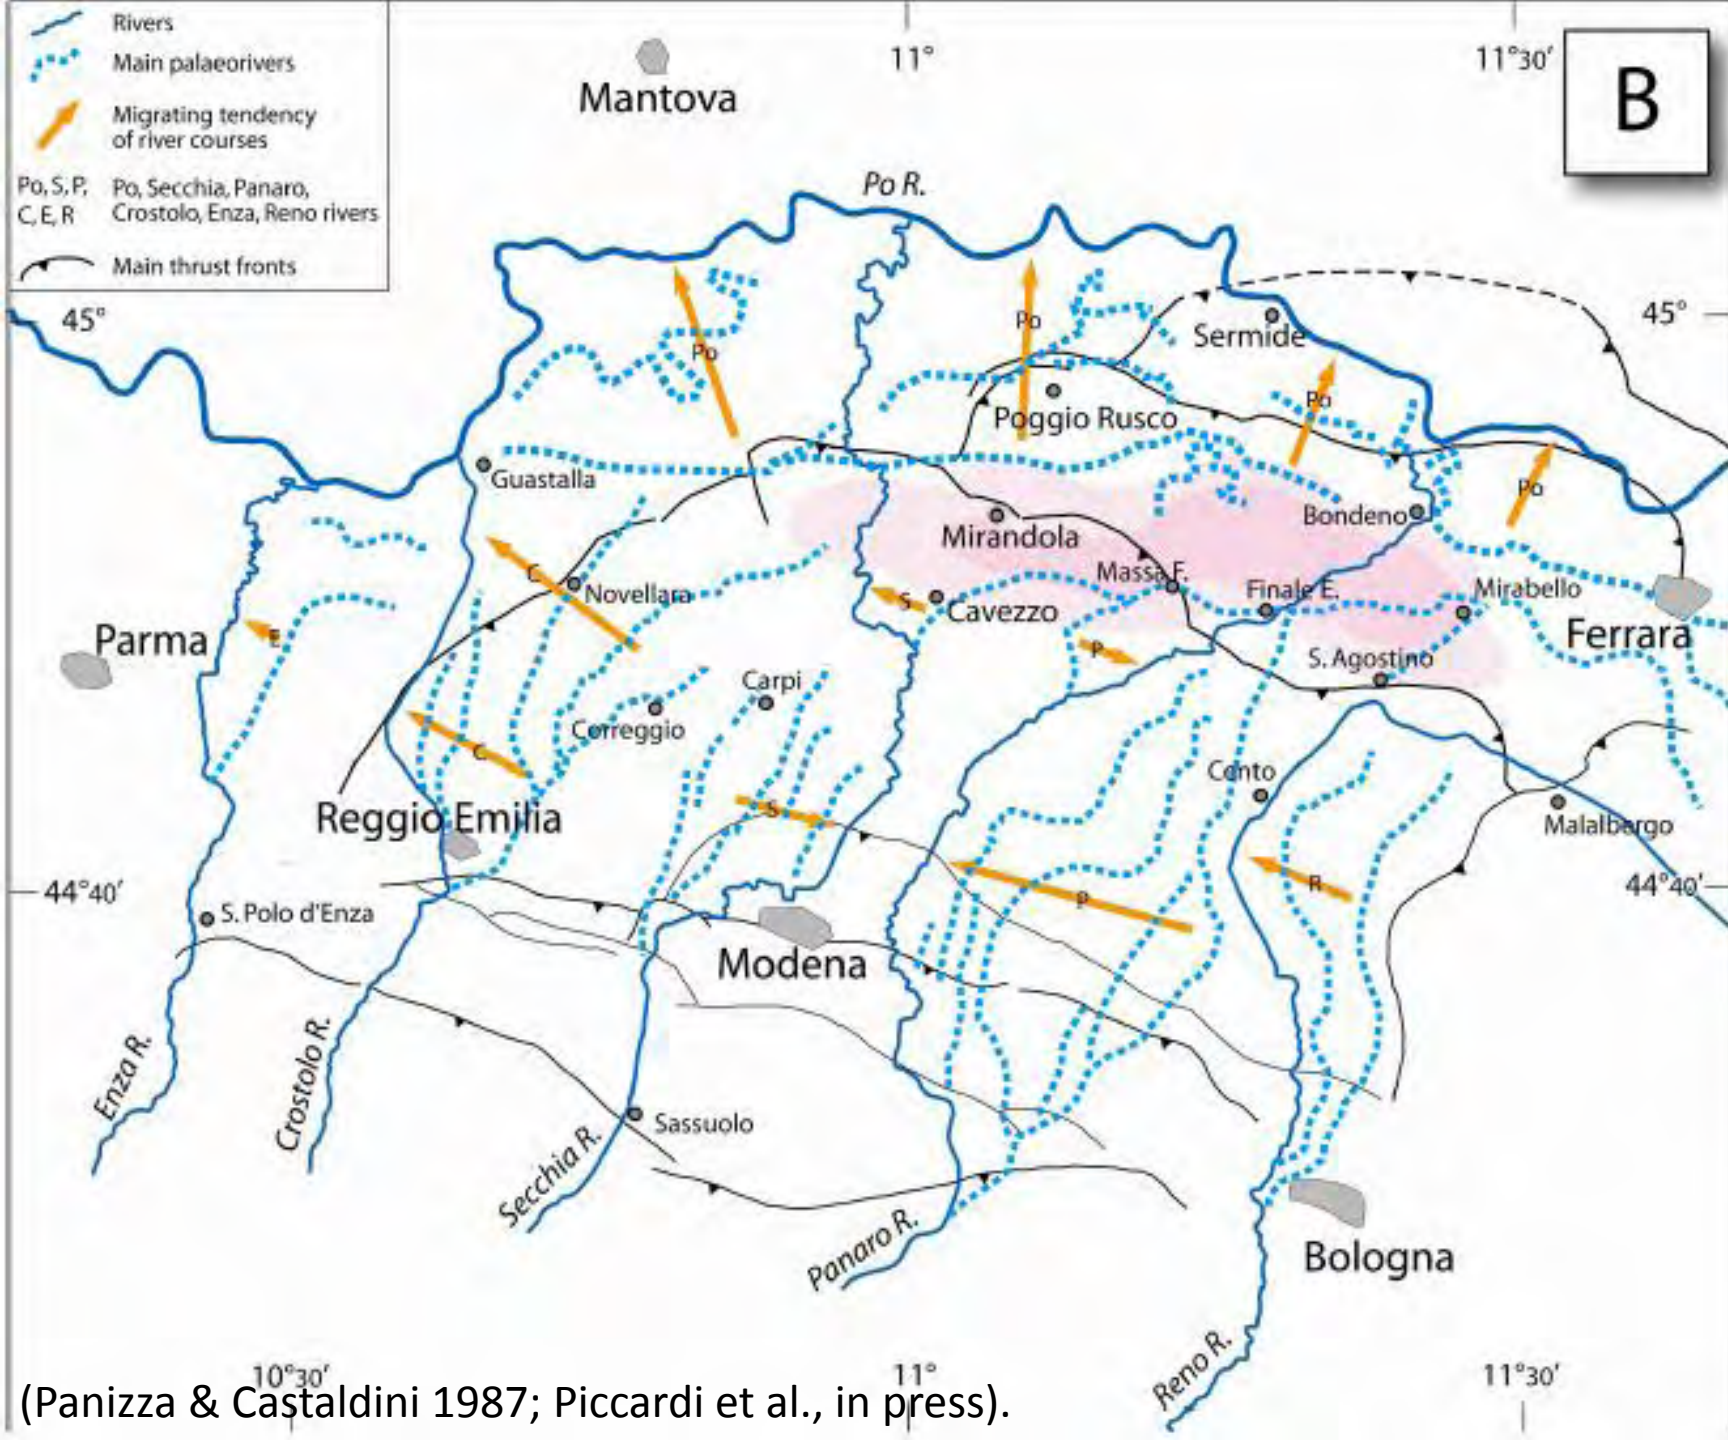 Rivers
Main palaeorivers
Migrating tendency
of river courses
Po, S, P, Po, Secchia, Panaro,
C, E, R Crostolo, Enza, Reno rivers
Main thrust fronts
Mantova
11°
11°30′
B
Po R.
45°
45°
Po
Po
Sermide
Po
Poggio Rusco
Guastalla
Po
Mirandola
Bondeno
C
Novellara
Massa F.
Finale E.
Mirabello
S
Cavezzo
Parma
E
Ferrara
P
S. Agostino
Carpi
Correggio
C
Cento
S
Reggio Emilia
Malalbergo
44°40′
P
R
44°40′
S. Polo d'Enza
Modena
Enza R.
Crostolo R.
Sassuolo
Secchia R.
Panaro R.
Bologna
Reno R.
10°30′
11°
11°30′
(Panizza & Castaldini 1987; Piccardi et al., in press).